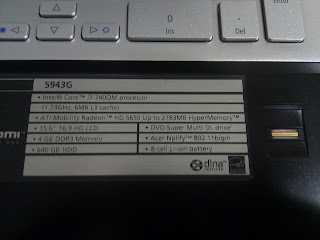 Enter
0
Ins
.
Del
5943G
• Intel® Core™ i7-740QM processor
(1.73GHz, 6MB L3 cache)
• ATI Mobility Radeon™ HD 5650 Up to 2783MB HyperMemory™
• 15.6" 16:9 HD LCD
• DVD-Super Multi DL drive
• 4 GB DDR3 Memory
• Acer Nplify™ 802.11b/g/n
• 640 GB HDD
• 8-cell Li-ion battery
dlna
CERTIFIED